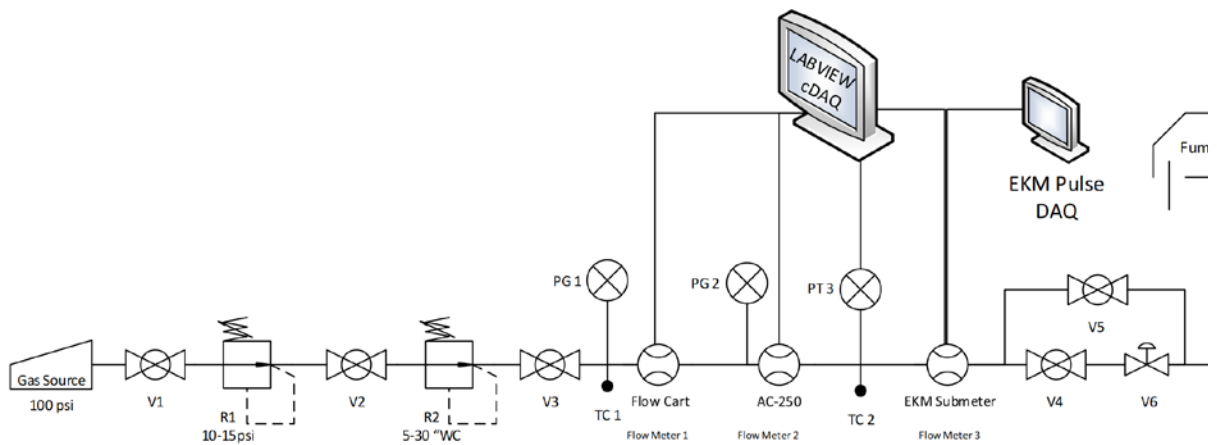 LABVIEW
cDAQ
Fum
EKM Pulse
DAQ
PG 1
PG 2
PT 3
V5
Gas Source
100 psi
V1
R1
10-15psi
V2
R2
5-30 "WC
V3
TC 1
Flow Cart
Flow Meter 1
AC-250
Flow Meter 2
TC 2
EKM Submeter
Flow Meter 3
V4
V6